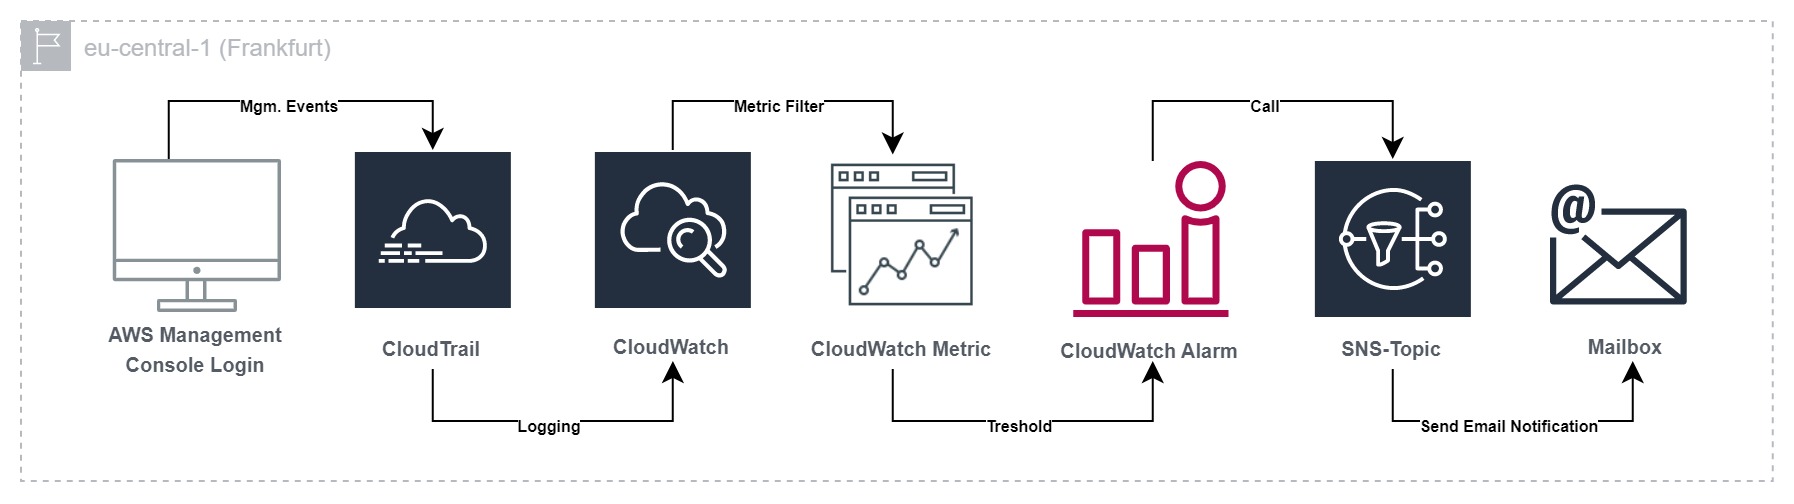 eu-central-1 (Frankfurt)
Mgm. Events
Metric Filter
Call
AWS Management
Console Login
CloudTrail
CloudWatch
CloudWatch Metric
CloudWatch Alarm
SNS-Topic
@
Mailbox
Logging
Treshold
Send Email Notification